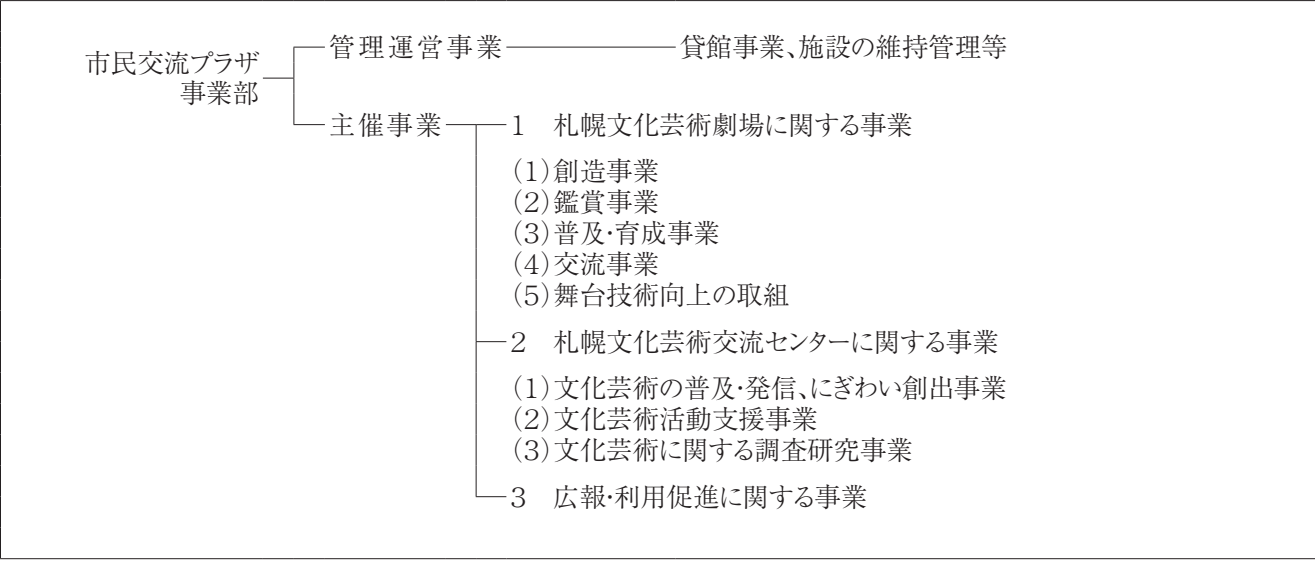 市民交流プラザ
事業部
管理運営事業
貸館事業、施設の維持管理等
主催事業
1　札幌文化芸術劇場に関する事業
(1)創造事業
(2)鑑賞事業
(3)普及・育成事業
(4)交流事業
(5)舞台技術向上の取組
2　札幌文化芸術交流センターに関する事業
(1)文化芸術の普及・発信、にぎわい創出事業
(2)文化芸術活動支援事業
(3)文化芸術に関する調査研究事業
3　広報・利用促進に関する事業